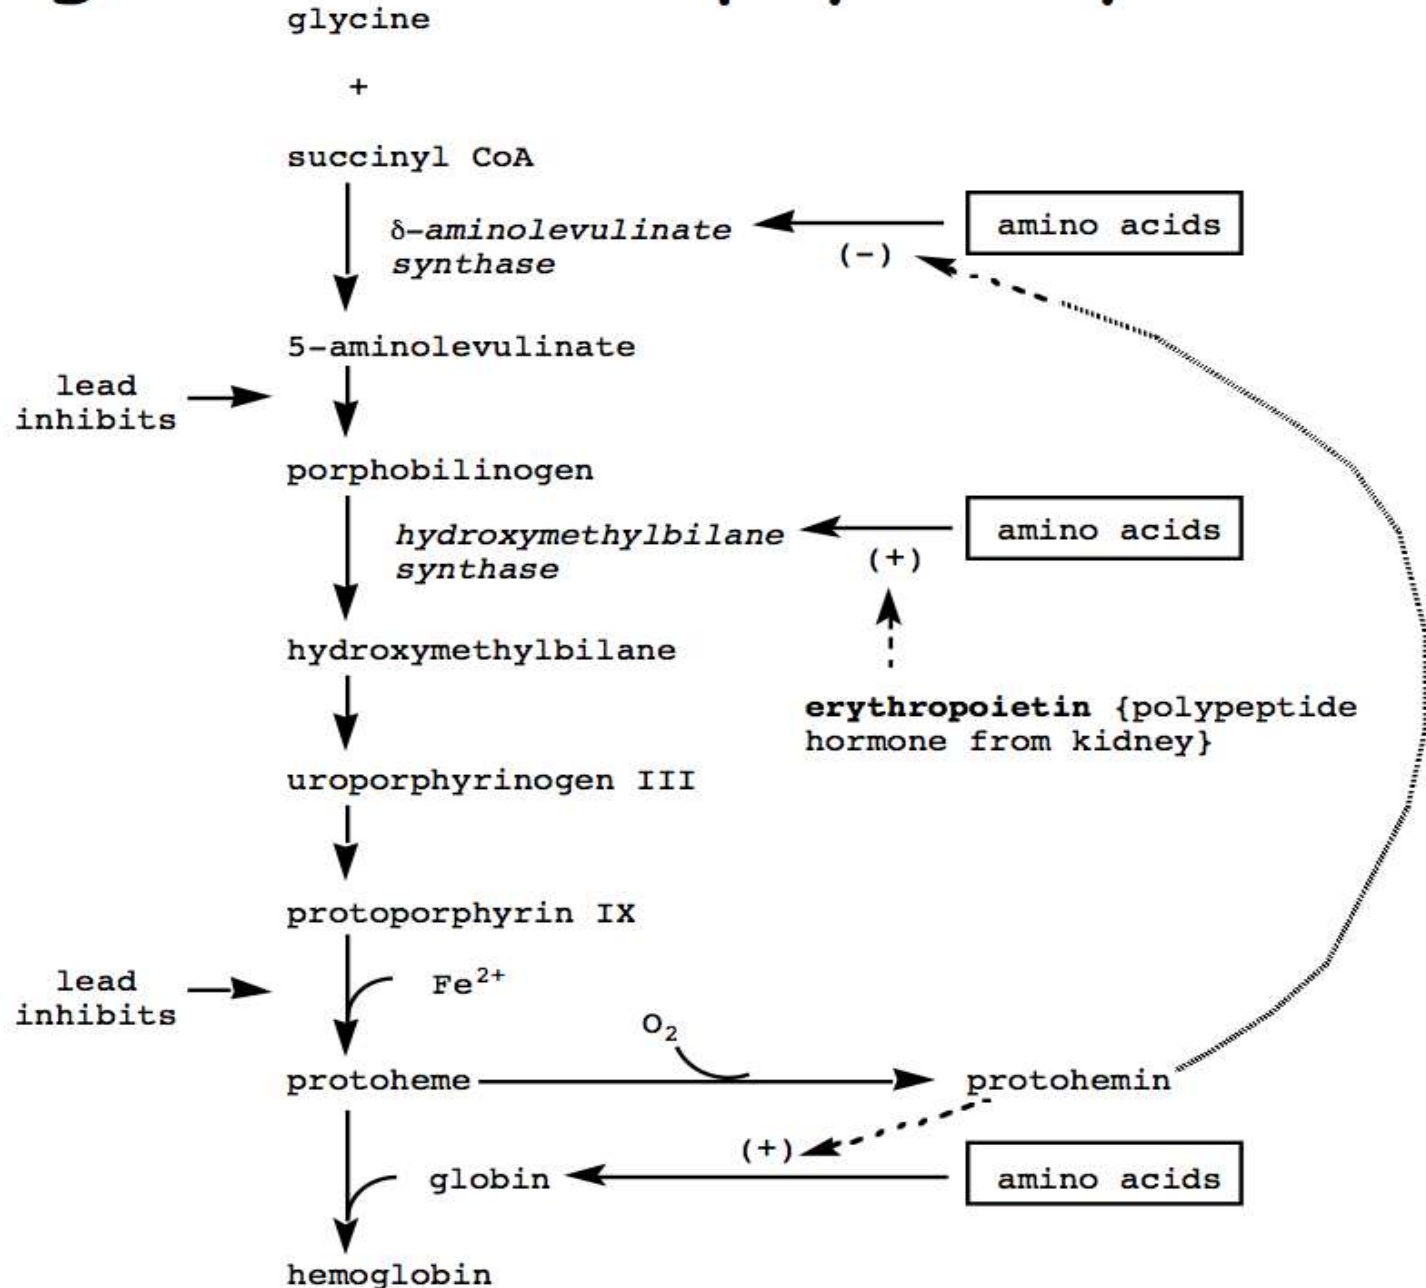 glycine
+
succinyl CoA
δ-aminolevulinate
synthase
(-)
amino acids
5-aminolevulinate
lead
inhibits
porphobilinogen
hydroxymethylbilane
synthase
(+)
amino acids
hydroxymethylbilane
erythropoietin {polypeptide
hormone from kidney}
uroporphyrinogen III
protoporphyrin IX
lead
inhibits
Fe²⁺
O₂
protoheme
protohemin
(+)
globin
amino acids
hemoglobin